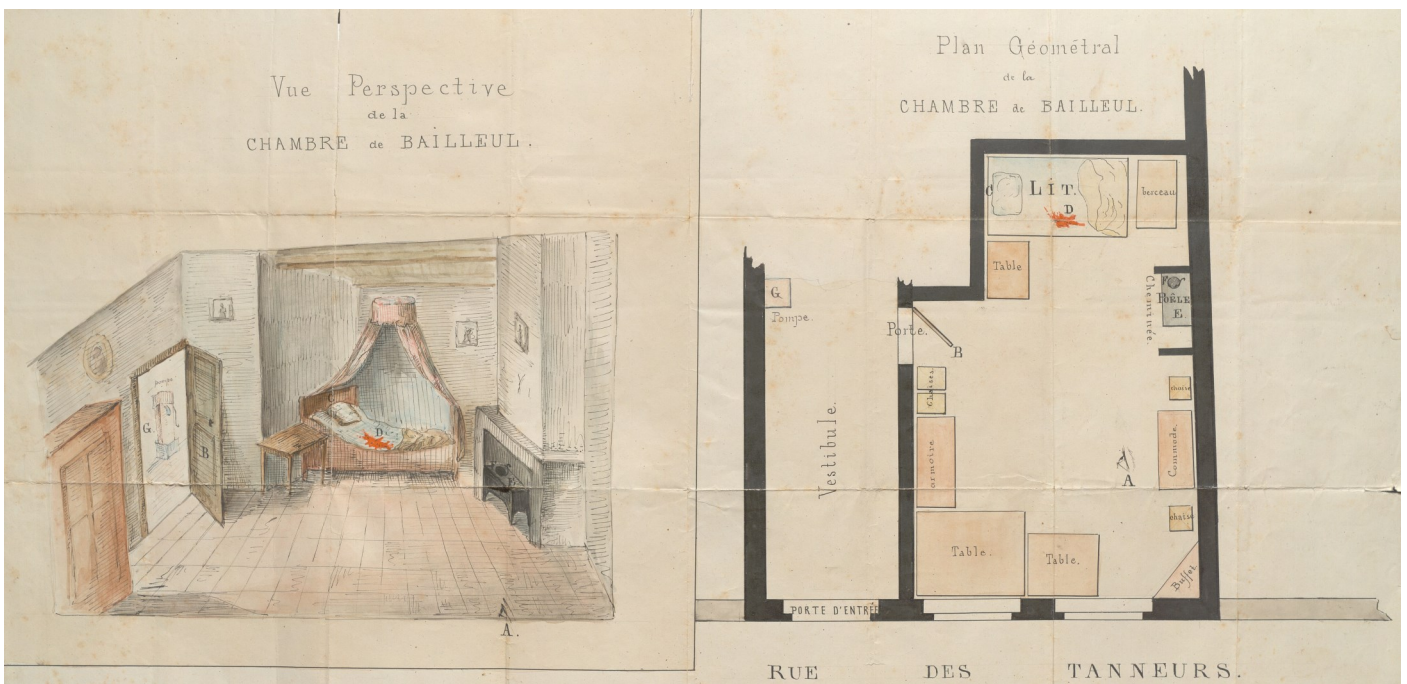 Vue Perspective
de la
CHAMBRE de BAILLEUL.
G
B
D
A.
Plan Géométral
de la
CHAMBRE de BAILLEUL.
C
LIT.
D
berceau
Table
G
Pompe.
Porte.
B
Cheminée.
POÊLE
E
Chaises
chaise
Vestibule.
armoire
Commode.
A
chaise
Table.
Table.
Buffet
PORTE D'ENTRÉE
RUE DES TANNEURS.